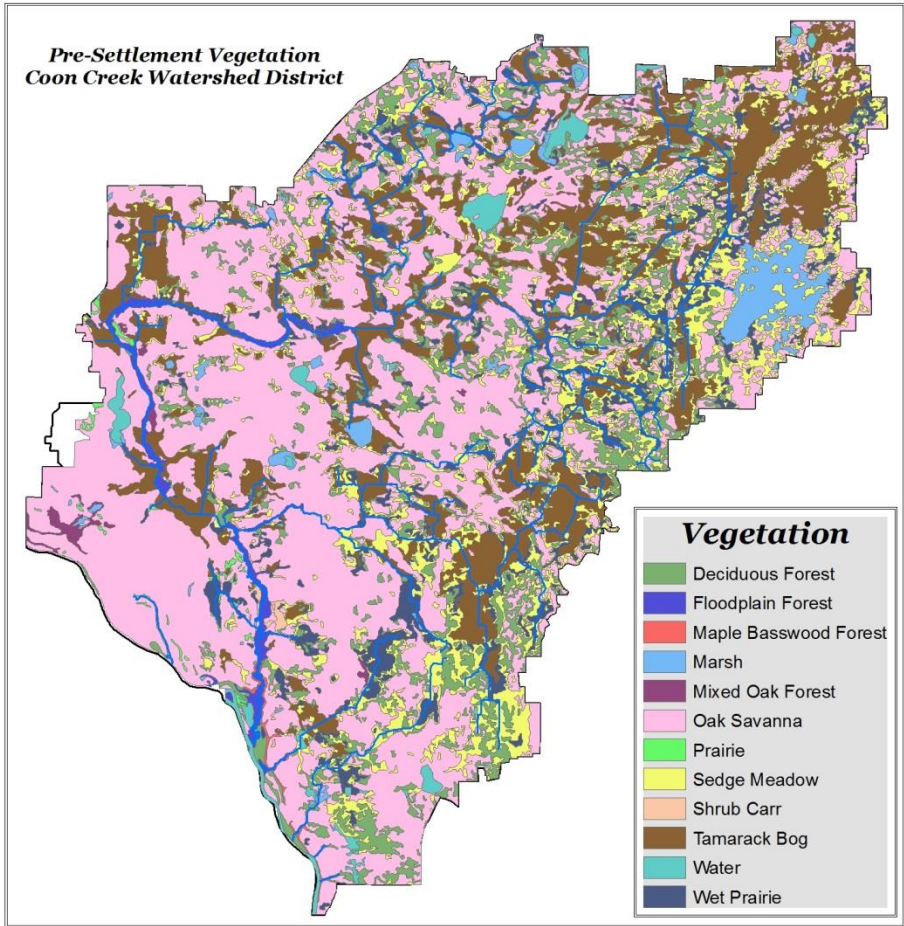 Pre-Settlement Vegetation
Coon Creek Watershed District
Vegetation
Deciduous Forest
Floodplain Forest
Maple Basswood Forest
Marsh
Mixed Oak Forest
Oak Savanna
Prairie
Sedge Meadow
Shrub Carr
Tamarack Bog
Water
Wet Prairie